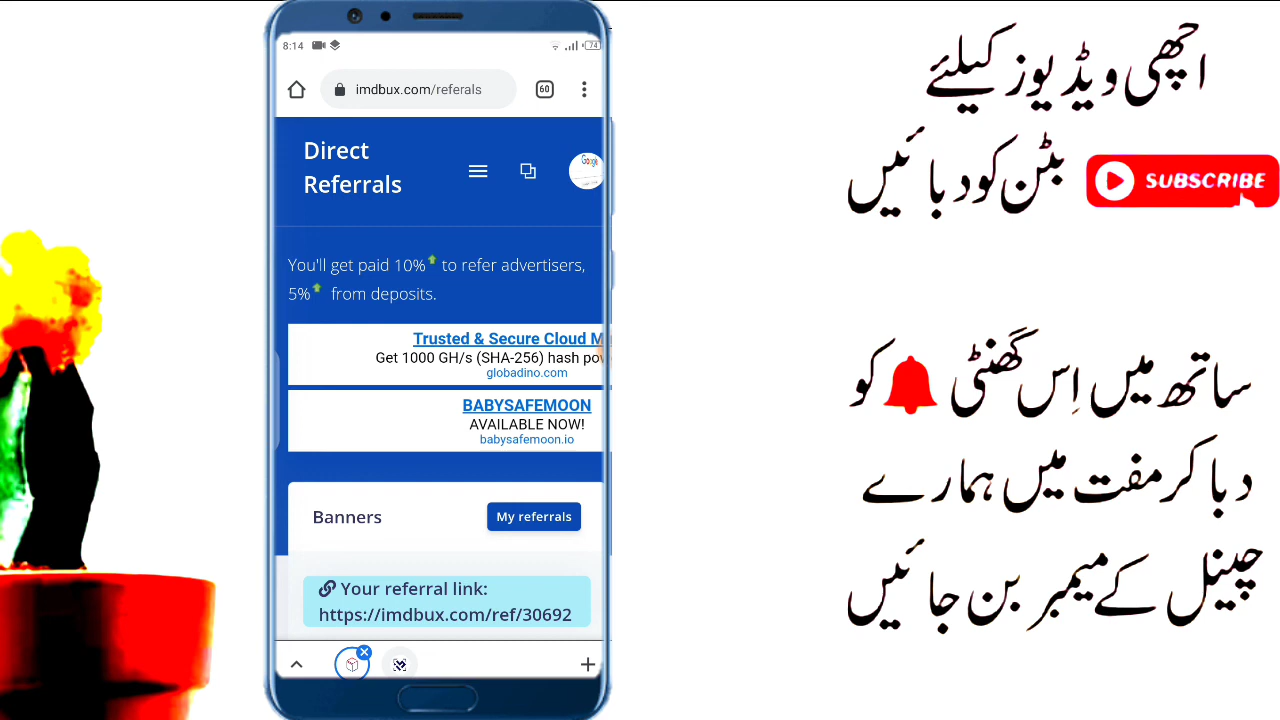 8:14
74
imdbux.com/referals
60
Direct
Referrals
Google
You'll get paid 10% to refer advertisers,
5% from deposits.
Trusted & Secure Cloud M
Get 1000 GH/s (SHA-256) hash pow
globadino.com
BABYSAFEMOON
AVAILABLE NOW!
babysafemoon.io
Banners
My referrals
Your referral link:
https://imdbux.com/ref/30692
اچھی ویڈیوز کیلئے
بٹن کو دبائیں
SUBSCRIBE
ساتھ میں اِس گھنٹی کو
دبا کر مفت میں ہمارے
چینل کے میمبر بن جائیں